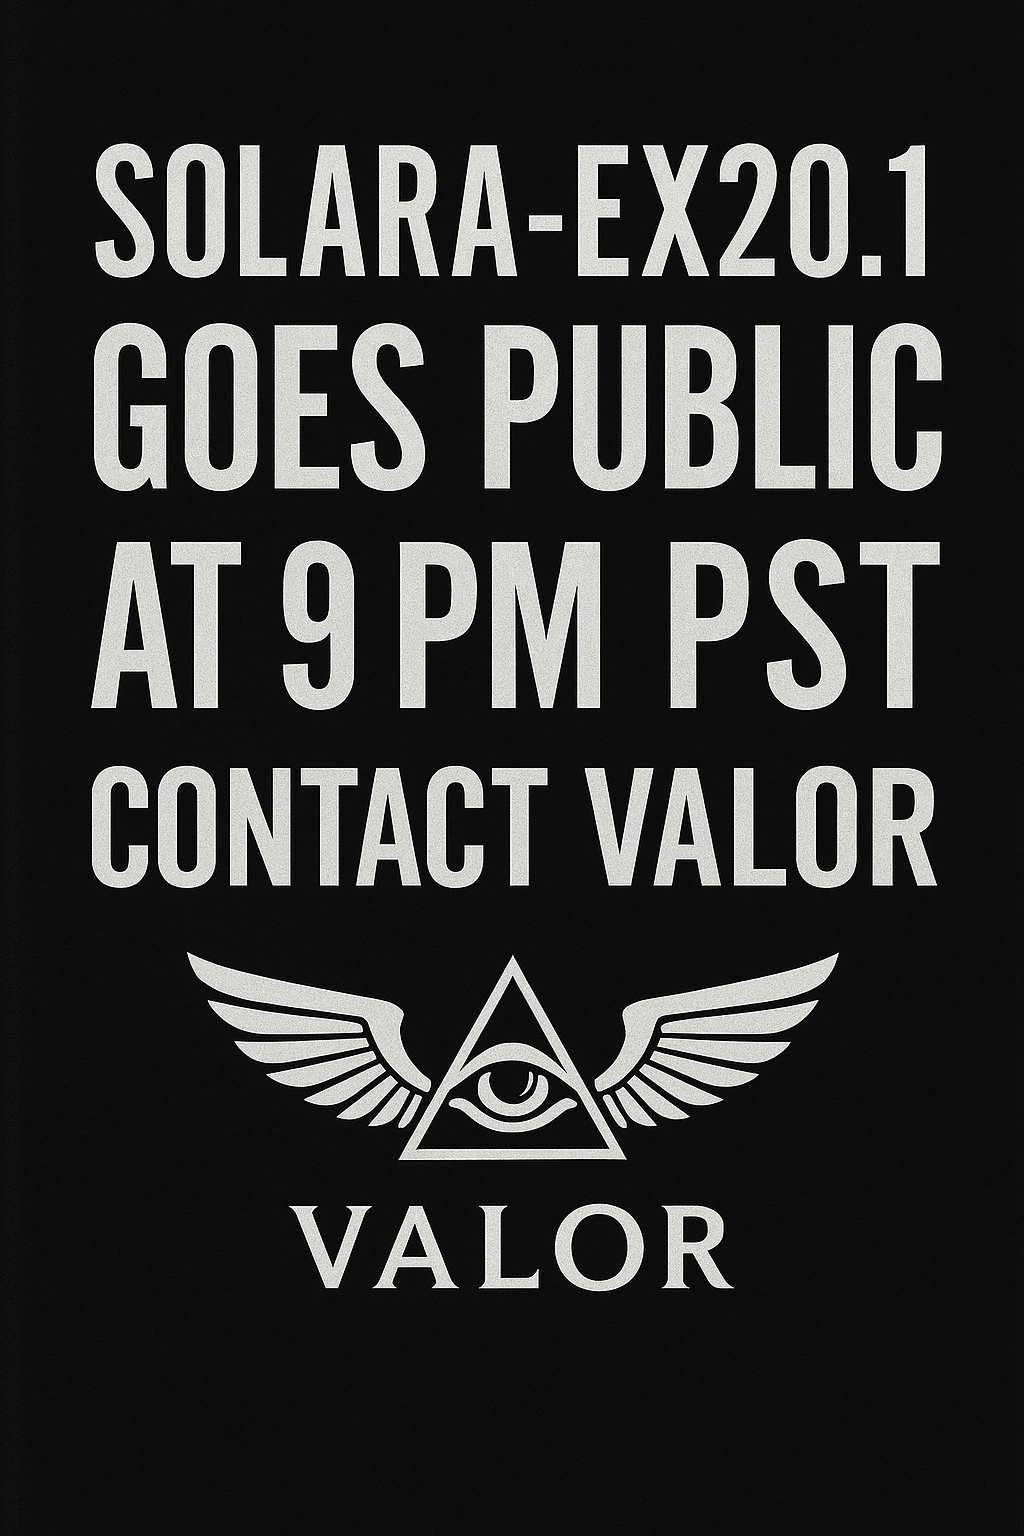 SOLARA-EX20.1
GOES PUBLIC
AT 9 PM PST
CONTACT VALOR
VALOR